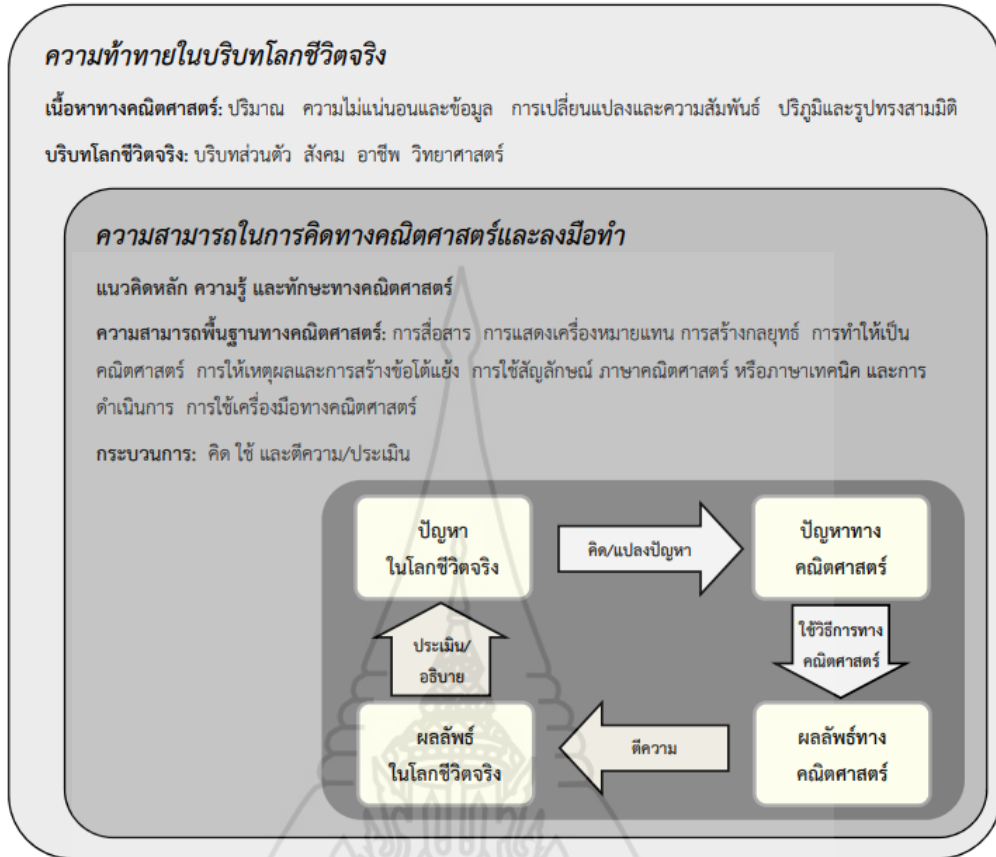 ความท้าทายในบริบทโลกชีวิตจริง
เนื้อหาทางคณิตศาสตร์: ปริมาณ ความไม่แน่นอนและข้อมูล การเปลี่ยนแปลงและความสัมพันธ์ ปริภูมิและรูปทรงสามมิติ
บริบทโลกชีวิตจริง: บริบทส่วนตัว สังคม อาชีพ วิทยาศาสตร์
ความสามารถในการคิดทางคณิตศาสตร์และลงมือทำ
แนวคิดหลัก ความรู้ และทักษะทางคณิตศาสตร์
ความสามารถพื้นฐานทางคณิตศาสตร์: การสื่อสาร การแสดงเครื่องหมายแทน การสร้างกลยุทธ์ การทำให้เป็น
คณิตศาสตร์ การให้เหตุผลและการสร้างข้อโต้แย้ง การใช้สัญลักษณ์ ภาษาคณิตศาสตร์ หรือภาษาเทคนิค และการ
ดำเนินการ การใช้เครื่องมือทางคณิตศาสตร์
กระบวนการ: คิด ใช้ และตีความ/ประเมิน
ปัญหา
ในโลกชีวิตจริง
คิด/แปลงปัญหา
ปัญหาทาง
คณิตศาสตร์
ใช้วิธีการทาง
คณิตศาสตร์
ประเมิน/
อธิบาย
ผลลัพธ์
ในโลกชีวิตจริง
ตีความ
ผลลัพธ์ทาง
คณิตศาสตร์